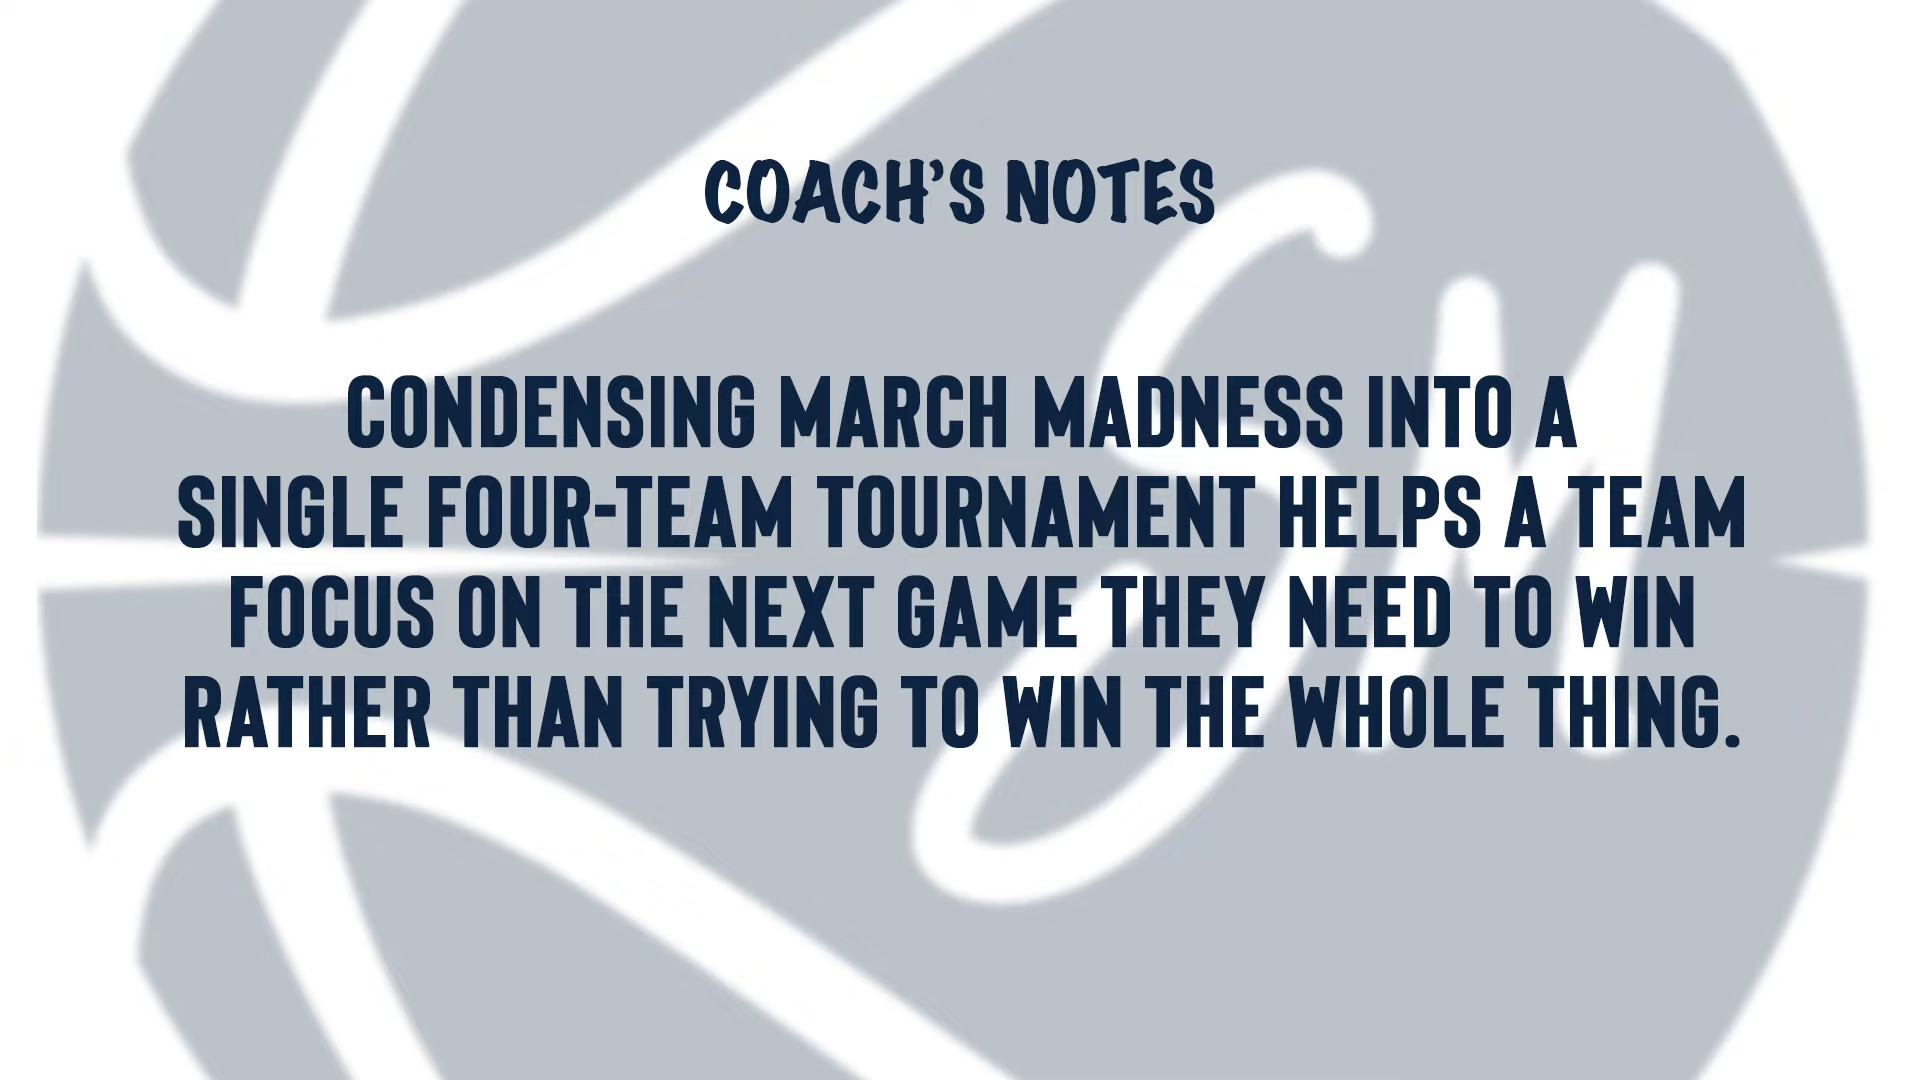 COACH’S NOTES
CONDENSING MARCH MADNESS INTO A
SINGLE FOUR-TEAM TOURNAMENT HELPS A TEAM
FOCUS ON THE NEXT GAME THEY NEED TO WIN
RATHER THAN TRYING TO WIN THE WHOLE THING.
SM